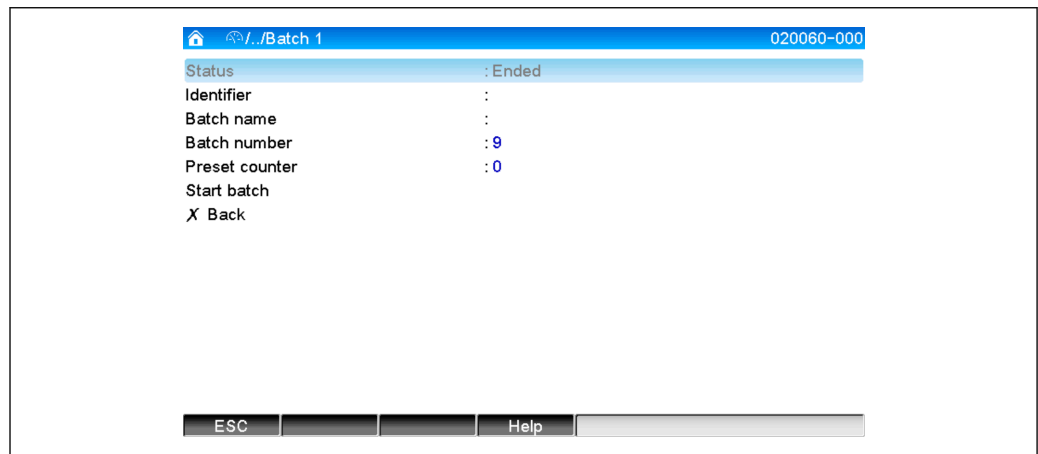 /../Batch 1 020060-000
Status : Ended
Identifier :
Batch name :
Batch number : 9
Preset counter : 0
Start batch
X Back
ESC Help